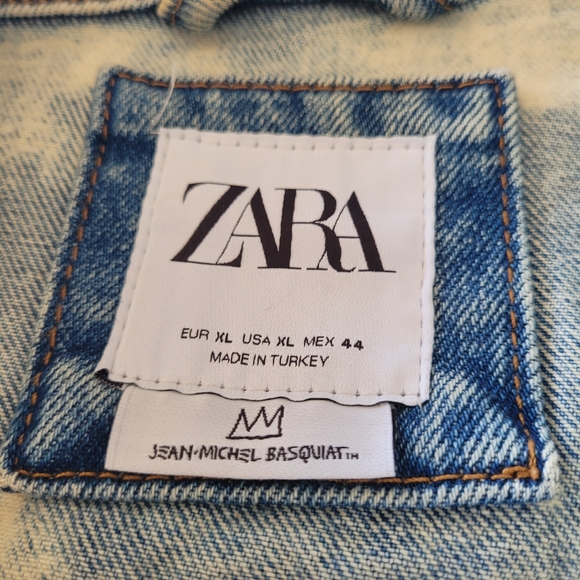 ZARA
EUR XL USA XL MEX 44
MADE IN TURKEY
JEAN-MICHEL BASQUIAT™